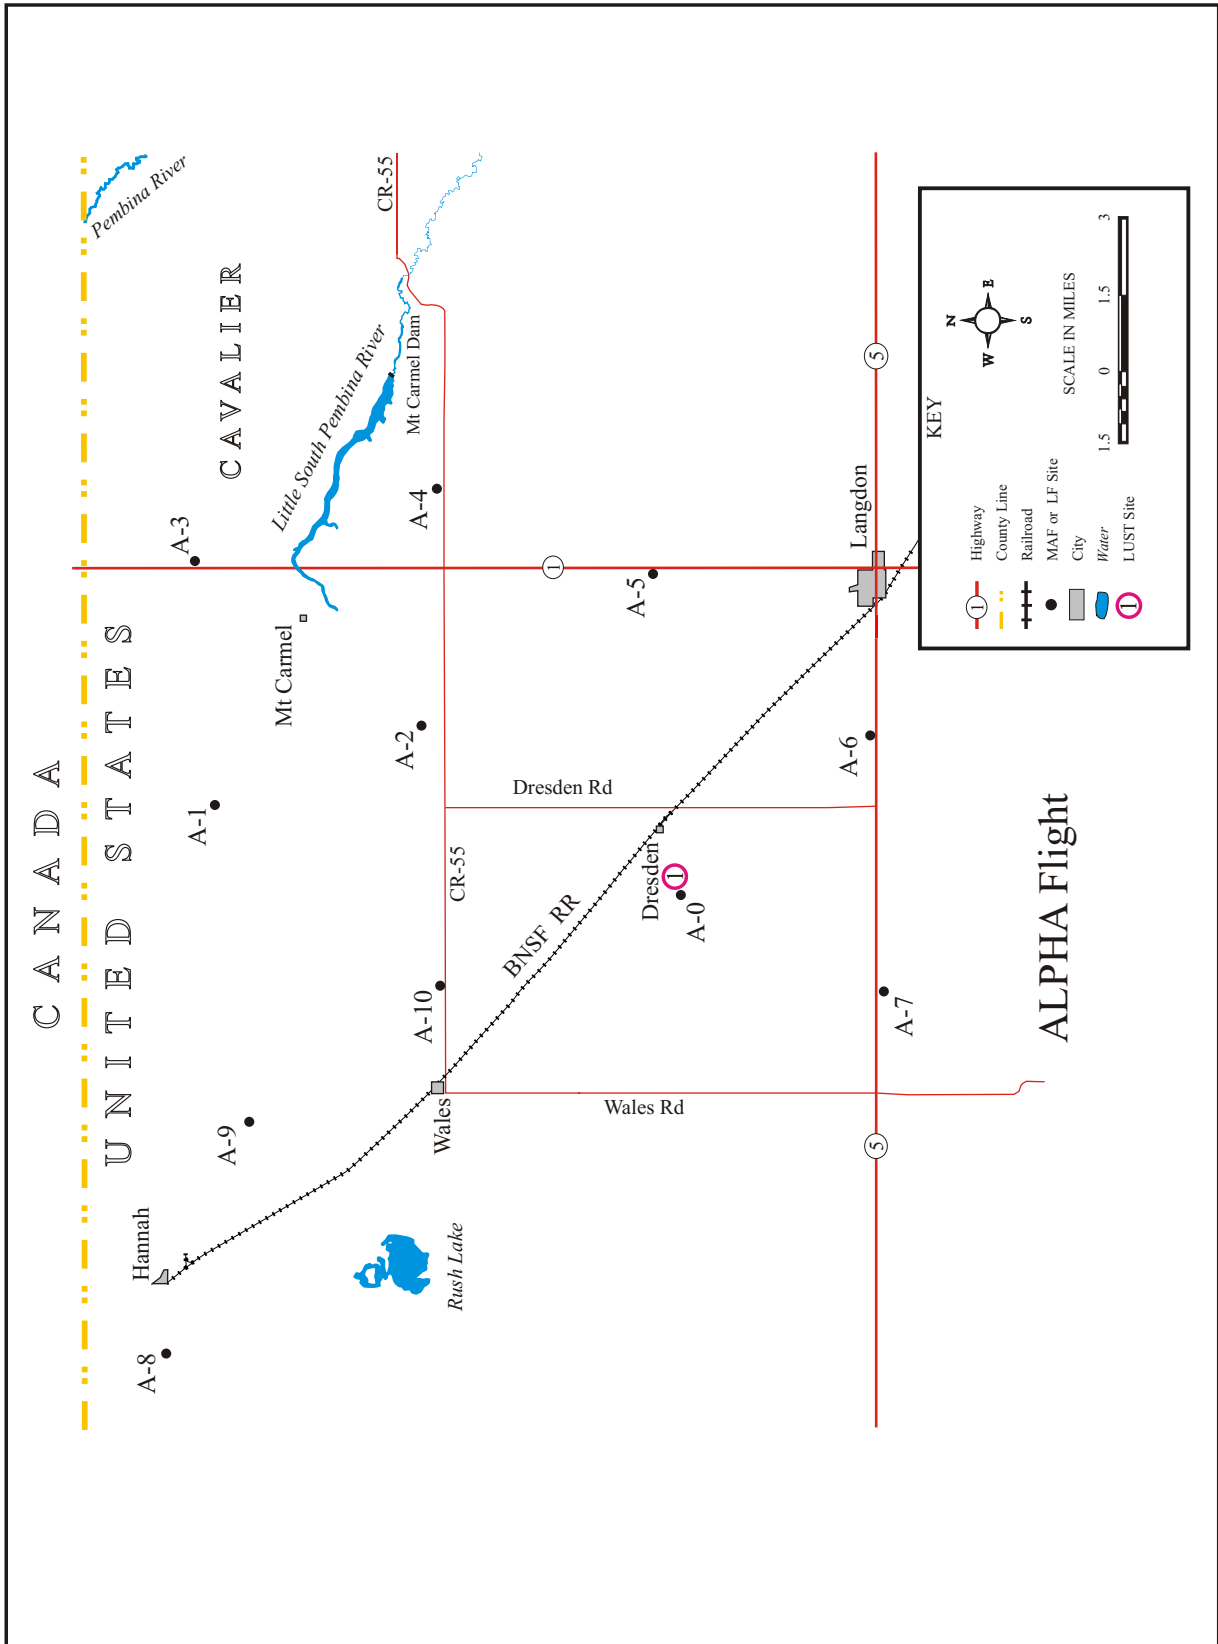 CANADA
UNITED STATES
Pembina River
Hannah
A-8
A-3
A-1
A-9
CAVALIER
Mt Carmel
Little South Pembina River
CR-55
A-2
Mt Carmel Dam
A-4
A-10
Wales
Rush Lake
CR-55
BNSF RR
Dresden Rd
1
A-5
Wales Rd
Dresden
1
A-0
A-6
Langdon
5
5
A-7
KEY
1 Highway
County Line
Railroad
MAF or LF Site
City
Water
1 LUST Site
N
W E
S
SCALE IN MILES
1.5 0 1.5 3
ALPHA Flight